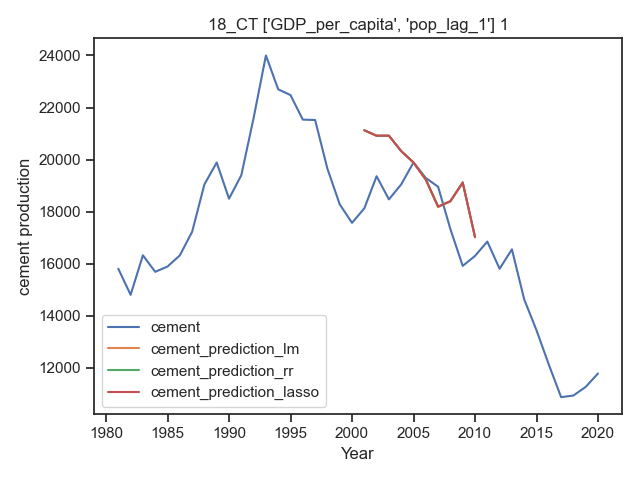 18_CT ['GDP_per_capita', 'pop_lag_1'] 1
24000
22000
20000
18000
16000
14000
12000
cement production
cement
cement_prediction_lm
cement_prediction_rr
cement_prediction_lasso
1980 1985 1990 1995 2000 2005 2010 2015 2020
Year